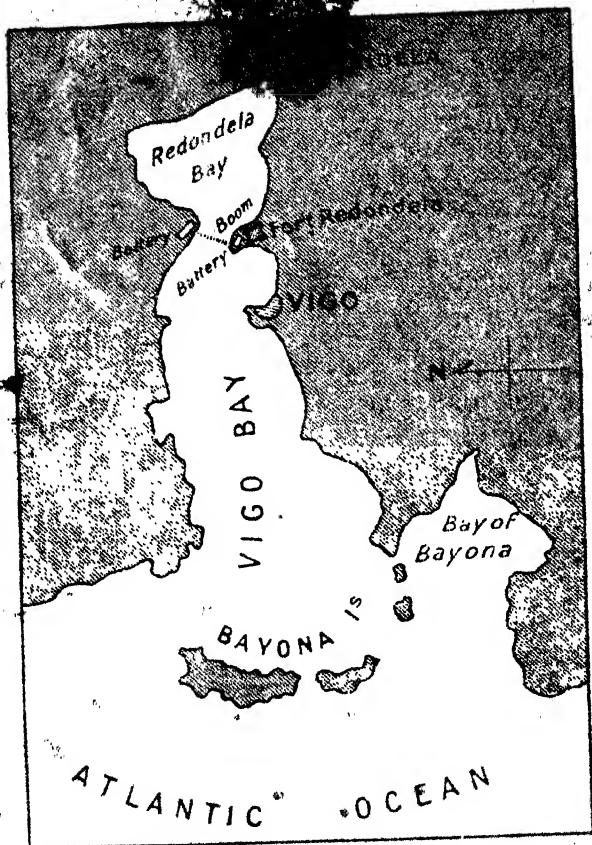 Redondela
Bay
Boom
Battery
Fort Redondela
Battery
VIGO
N
VIGO BAY
Bay of
Bayona
BAYONA Is
ATLANTIC OCEAN